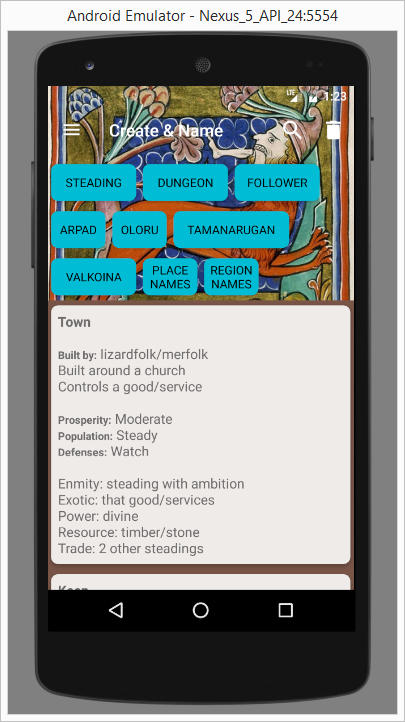 Android Emulator - Nexus_5_API_24:5554
LTE 1:23
Create & Name
STEADING DUNGEON FOLLOWER
ARPAD OLORU TAMANARUGAN
VALKOINA PLACE NAMES REGION NAMES
Town
Built by: lizardfolk/merfolk
Built around a church
Controls a good/service
Prosperity: Moderate
Population: Steady
Defenses: Watch
Enmity: steading with ambition
Exotic: that good/services
Power: divine
Resource: timber/stone
Trade: 2 other steadings
Keep